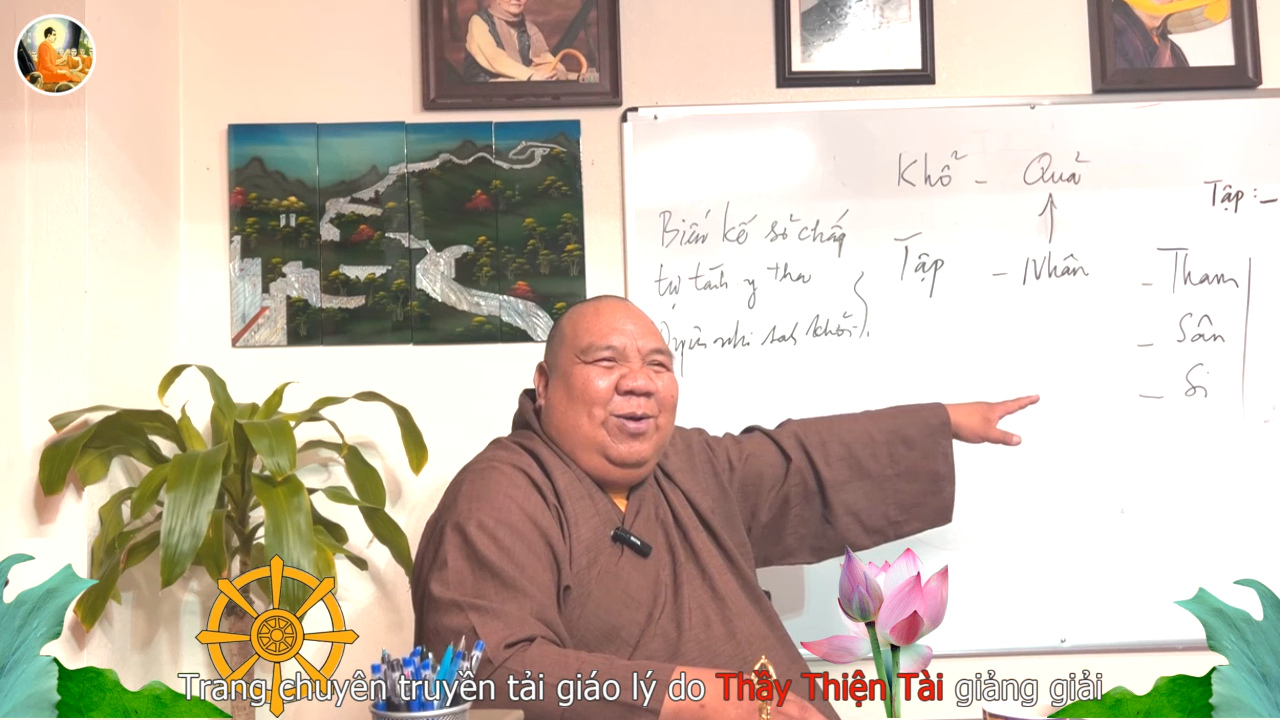 Khổ - Quả
Tập :-
Biến kế sở chấp
Tập - Nhân
- Tham
tự tánh y tha
- Sân
- Si
Trang chuyên truyền tải giáo lý do Thầy Thiện Tài giảng giải